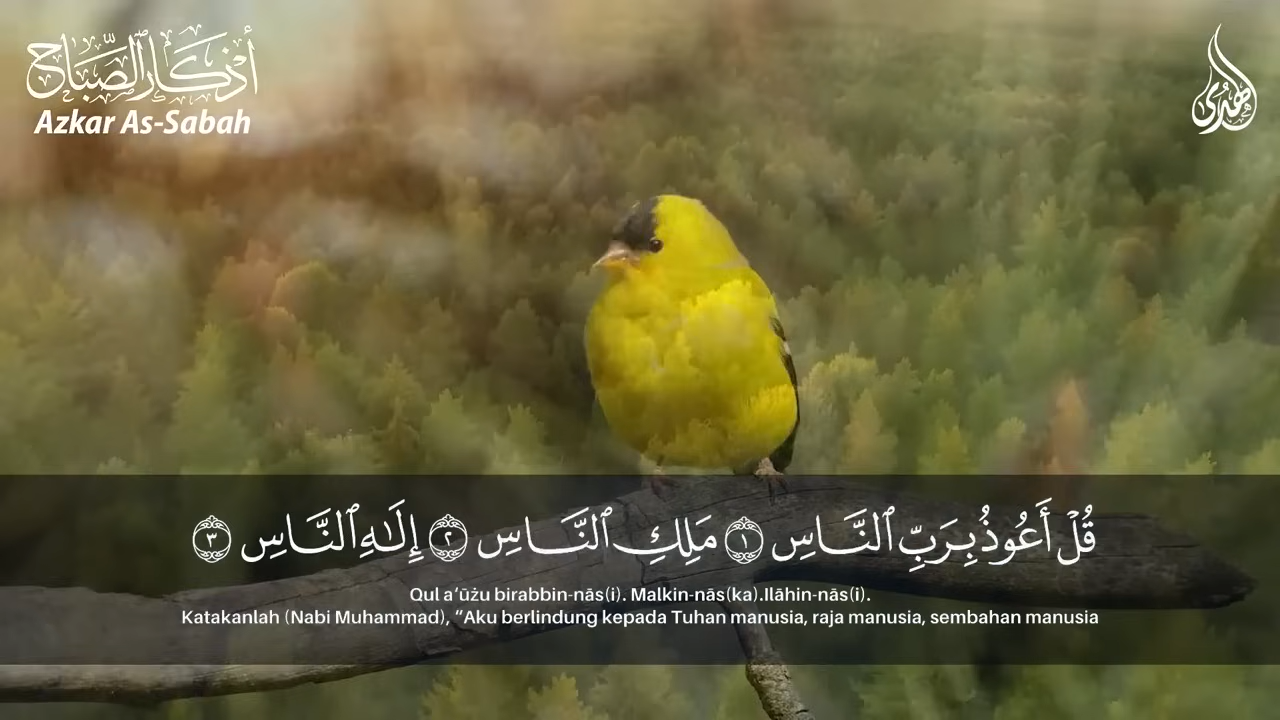 أذكار الصباح
Azkar As-Sabah
الهدى
قُلْ أَعُوذُ بِرَبِّ ٱلنَّاسِ ١ مَلِكِ ٱلنَّاسِ ٢ إِلَٰهِ ٱلنَّاسِ ٣
Qul a‘ūżu birabbin-nās(i). Malkin-nās(ka).Ilāhin-nās(i).
Katakanlah (Nabi Muhammad), “Aku berlindung kepada Tuhan manusia, raja manusia, sembahan manusia